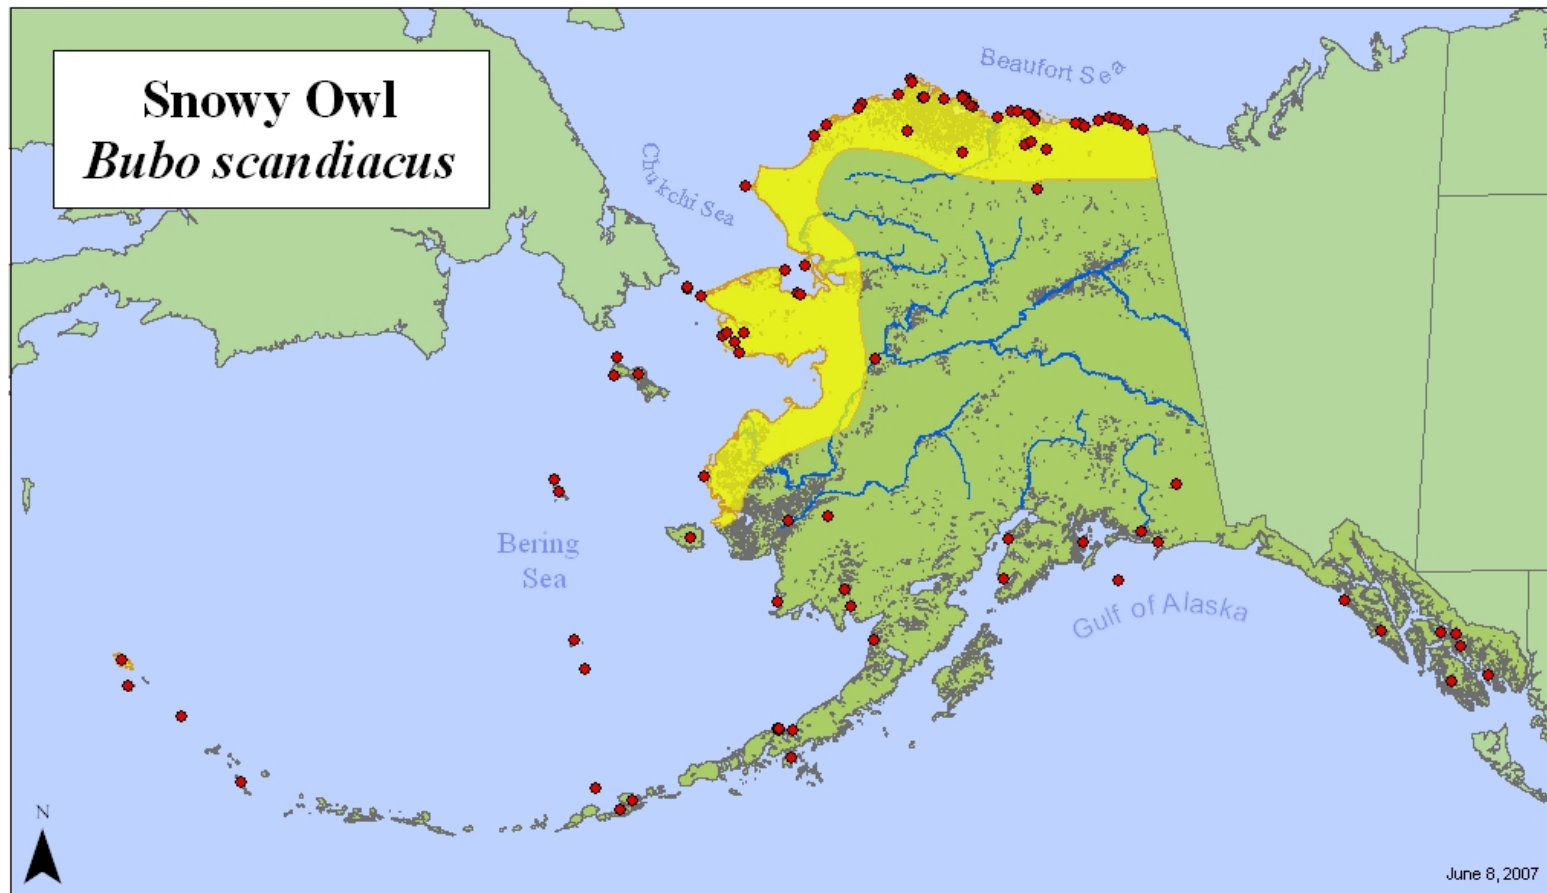 Snowy Owl
Bubo scandiacus
Beaufort Sea
Chukchi Sea
Bering
Sea
Gulf of Alaska
N
June 8, 2007